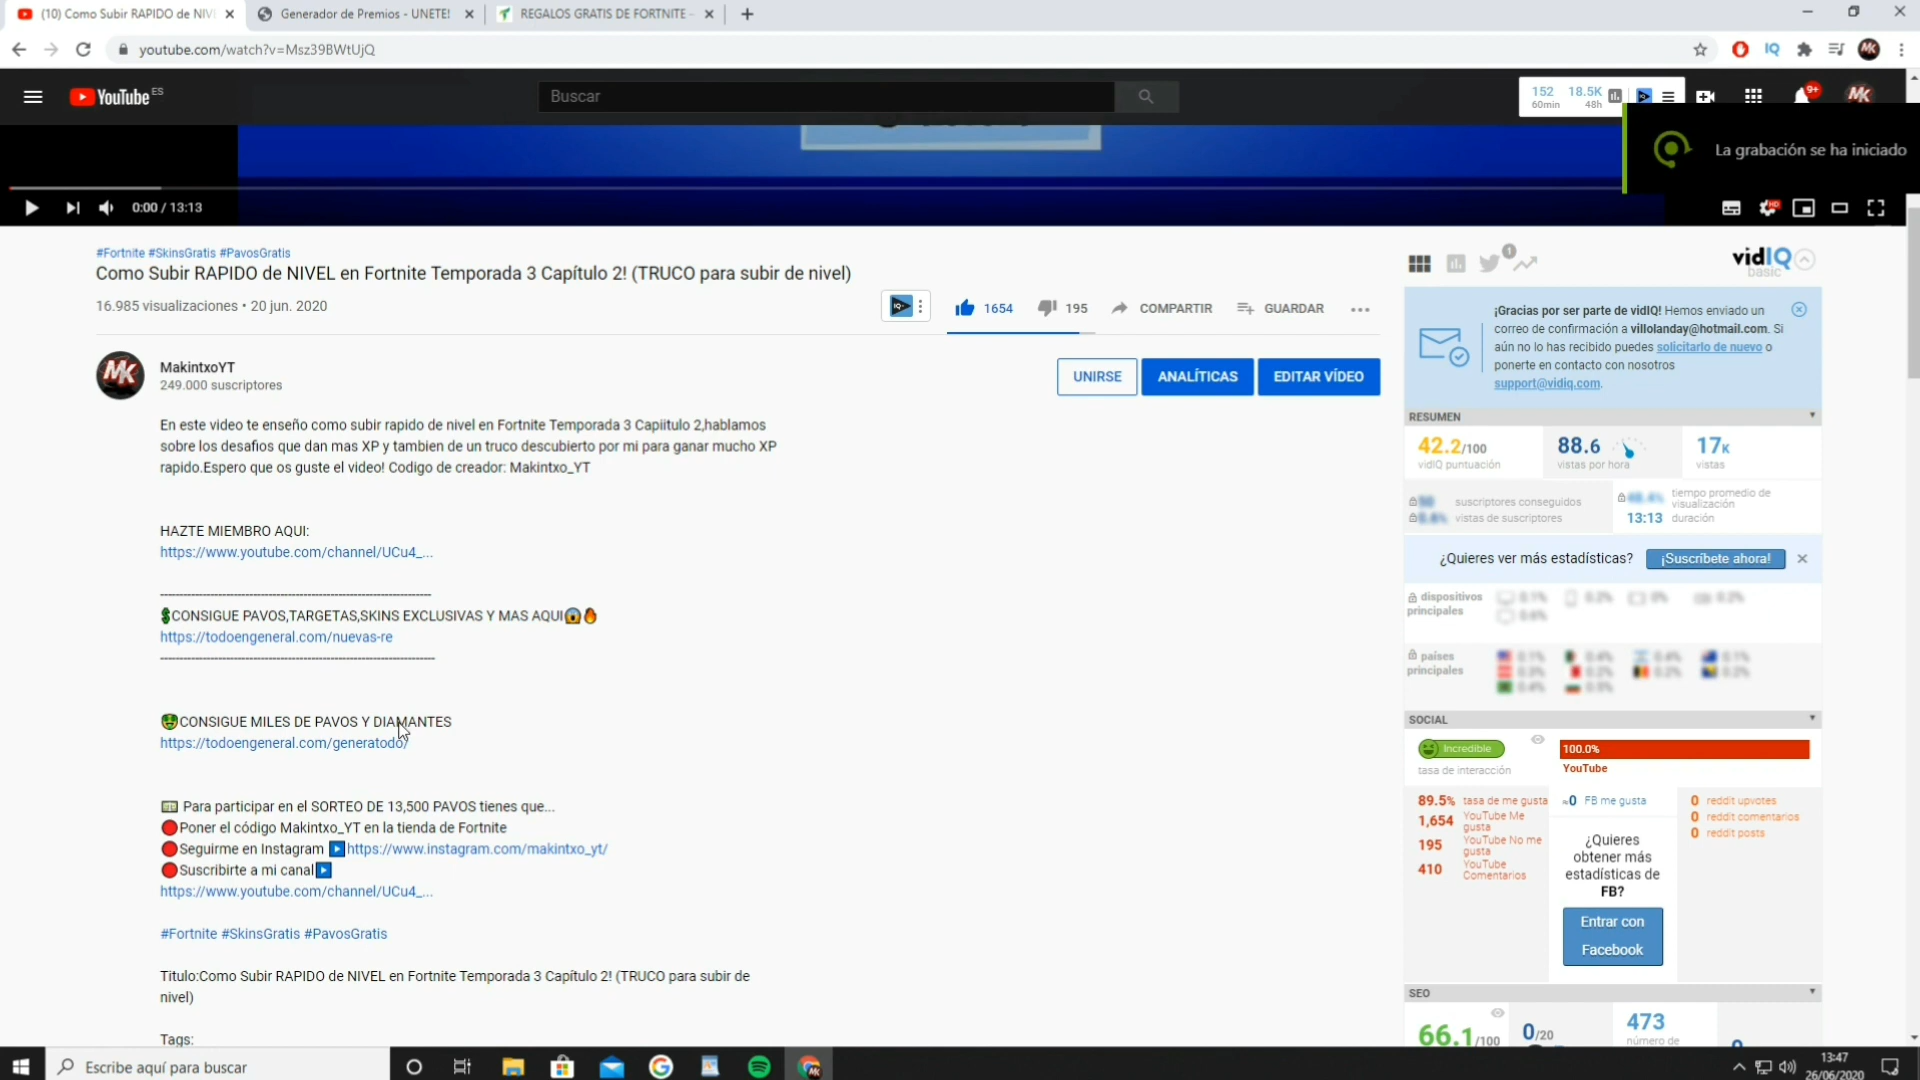 (10) Como Subir RAPIDO de NIV
Generador de Premios - UNETE!
REGALOS GRATIS DE FORTNITE -
youtube.com/watch?v=Msz39BWtUjQ
YouTube ES
Buscar
152 60min
18.5K 48h
9+
La grabación se ha iniciado
0:00 / 13:13
#Fortnite #SkinsGratis #PavosGratis
Como Subir RAPIDO de NIVEL en Fortnite Temporada 3 Capítulo 2! (TRUCO para subir de nivel)
16.985 visualizaciones • 20 jun. 2020
1654
195
COMPARTIR
GUARDAR
MakintxoYT
249.000 suscriptores
UNIRSE
ANALÍTICAS
EDITAR VÍDEO
En este video te enseño como subir rapido de nivel en Fortnite Temporada 3 Capiitulo 2,hablamos
sobre los desafios que dan mas XP y tambien de un truco descubierto por mi para ganar mucho XP
rapido.Espero que os guste el video! Codigo de creador: Makintxo_YT
HAZTE MIEMBRO AQUI:
https://www.youtube.com/channel/UCu4_...
CONSIGUE PAVOS,TARGETAS,SKINS EXCLUSIVAS Y MAS AQUI
https://todoengeneral.com/nuevas-re
CONSIGUE MILES DE PAVOS Y DIAMANTES
https://todoengeneral.com/generatodo/
Para participar en el SORTEO DE 13,500 PAVOS tienes que...
Poner el código Makintxo_YT en la tienda de Fortnite
Seguirme en Instagram https://www.instagram.com/makintxo_yt/
Suscribirte a mi canal
https://www.youtube.com/channel/UCu4_...
#Fortnite #SkinsGratis #PavosGratis
Titulo:Como Subir RAPIDO de NIVEL en Fortnite Temporada 3 Capítulo 2! (TRUCO para subir de
nivel)
Tags:
1
vidIQ
basic
¡Gracias por ser parte de vidIQ! Hemos enviado un
correo de confirmación a villolanday@hotmail.com. Si
aún no lo has recibido puedes solicitarlo de nuevo o
ponerte en contacto con nosotros
support@vidiq.com.
RESUMEN
42.2/100
vidIQ puntuación
88.6
vistas por hora
17K
vistas
suscriptores conseguidos
vistas de suscriptores
tiempo promedio de
visualización
13:13 duración
¿Quieres ver más estadísticas?
¡Suscríbete ahora!
dispositivos
principales
países
principales
SOCIAL
Incredible
tasa de interacción
100.0%
YouTube
89.5% tasa de me gusta
1,654 YouTube Me
gusta
195 YouTube No me
gusta
410 YouTube
Comentarios
≈0 FB me gusta
¿Quieres
obtener más
estadísticas de
FB?
Entrar con
Facebook
0 reddit upvotes
0 reddit comentarios
0 reddit posts
SEO
66.1/100
0/20
473
número de
Escribe aquí para buscar
13:47
26/06/2020